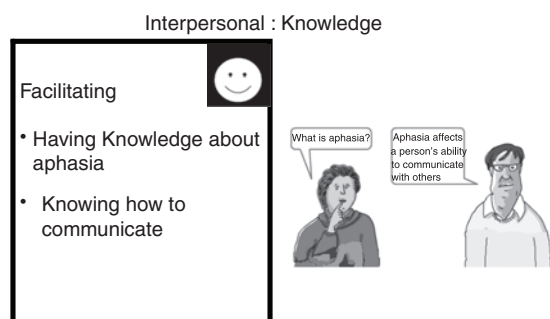 Interpersonal : Knowledge
Facilitating
• Having Knowledge about
aphasia
• Knowing how to
communicate
What is aphasia?
Aphasia affects
a person's ability
to communicate
with others